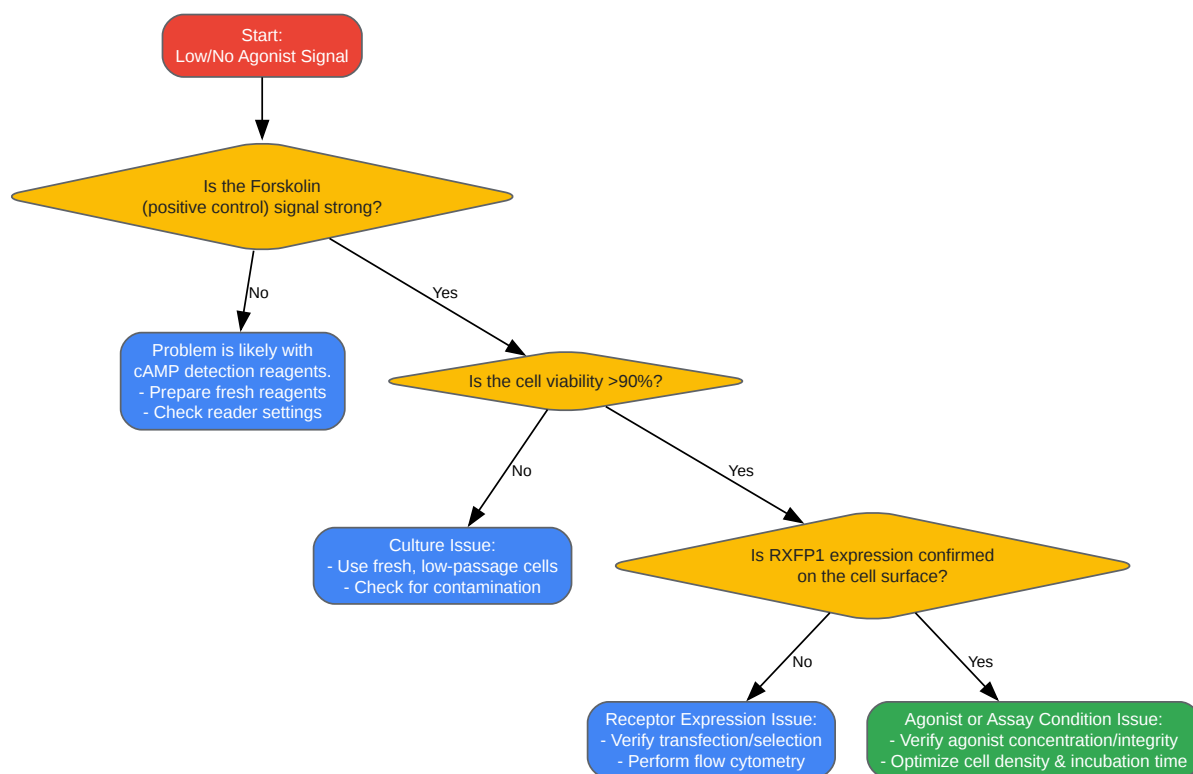 Start:
Low/No Agonist Signal
Is the Forskolin
(positive control) signal strong?
No
Yes
Problem is likely with
cAMP detection reagents.
- Prepare fresh reagents
- Check reader settings
Is the cell viability >90%?
No
Yes
Culture Issue:
- Use fresh, low-passage cells
- Check for contamination
Is RXFP1 expression confirmed
on the cell surface?
No
Yes
Receptor Expression Issue:
- Verify transfection/selection
- Perform flow cytometry
Agonist or Assay Condition Issue:
- Verify agonist concentration/integrity
- Optimize cell density & incubation time